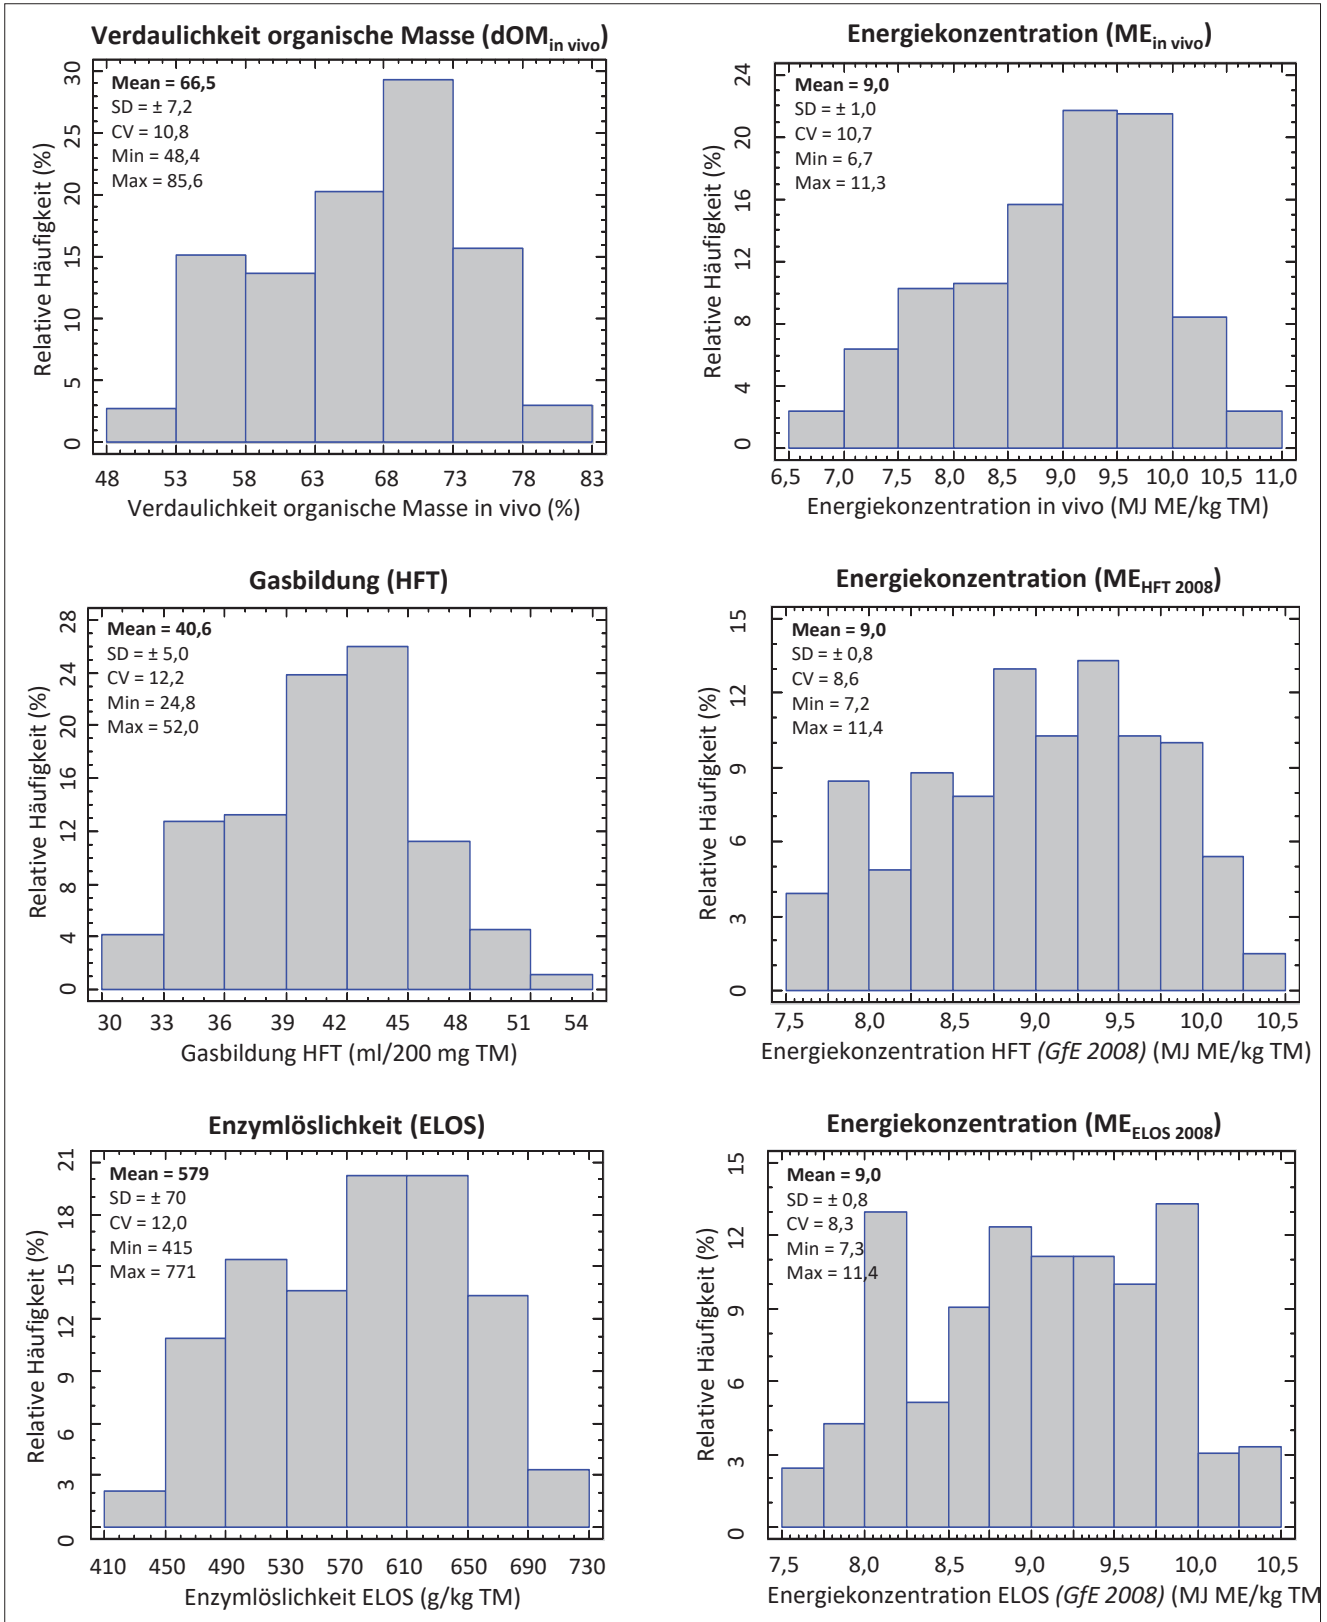 Verdaulichkeit organische Masse (dOM in vivo)
Mean = 66,5
SD = ± 7,2
CV = 10,8
Min = 48,4
Max = 85,6
Relative Häufigkeit (%)
30
25
20
15
10
5
0
48 53 58 63 68 73 78 83
Verdaulichkeit organische Masse in vivo (%)
Energiekonzentration (ME in vivo)
Mean = 9,0
SD = ± 1,0
CV = 10,7
Min = 6,7
Max = 11,3
Relative Häufigkeit (%)
24
20
16
12
8
4
0
6,5 7,0 7,5 8,0 8,5 9,0 9,5 10,0 10,5 11,0
Energiekonzentration in vivo (MJ ME/kg TM)
Gasbildung (HFT)
Mean = 40,6
SD = ± 5,0
CV = 12,2
Min = 24,8
Max = 52,0
Relative Häufigkeit (%)
28
24
20
16
12
8
4
0
30 33 36 39 42 45 48 51 54
Gasbildung HFT (ml/200 mg TM)
Energiekonzentration (ME HFT 2008)
Mean = 9,0
SD = ± 0,8
CV = 8,6
Min = 7,2
Max = 11,4
Relative Häufigkeit (%)
15
12
9
6
3
0
7,5 8,0 8,5 9,0 9,5 10,0 10,5
Energiekonzentration HFT (GfE 2008) (MJ ME/kg TM)
Enzymlöslichkeit (ELOS)
Mean = 579
SD = ± 70
CV = 12,0
Min = 415
Max = 771
Relative Häufigkeit (%)
21
18
15
12
9
6
3
0
410 450 490 530 570 610 650 690 730
Enzymlöslichkeit ELOS (g/kg TM)
Energiekonzentration (ME ELOS 2008)
Mean = 9,0
SD = ± 0,8
CV = 8,3
Min = 7,3
Max = 11,4
Relative Häufigkeit (%)
15
12
9
6
3
0
7,5 8,0 8,5 9,0 9,5 10,0 10,5
Energiekonzentration ELOS (GfE 2008) (MJ ME/kg TM